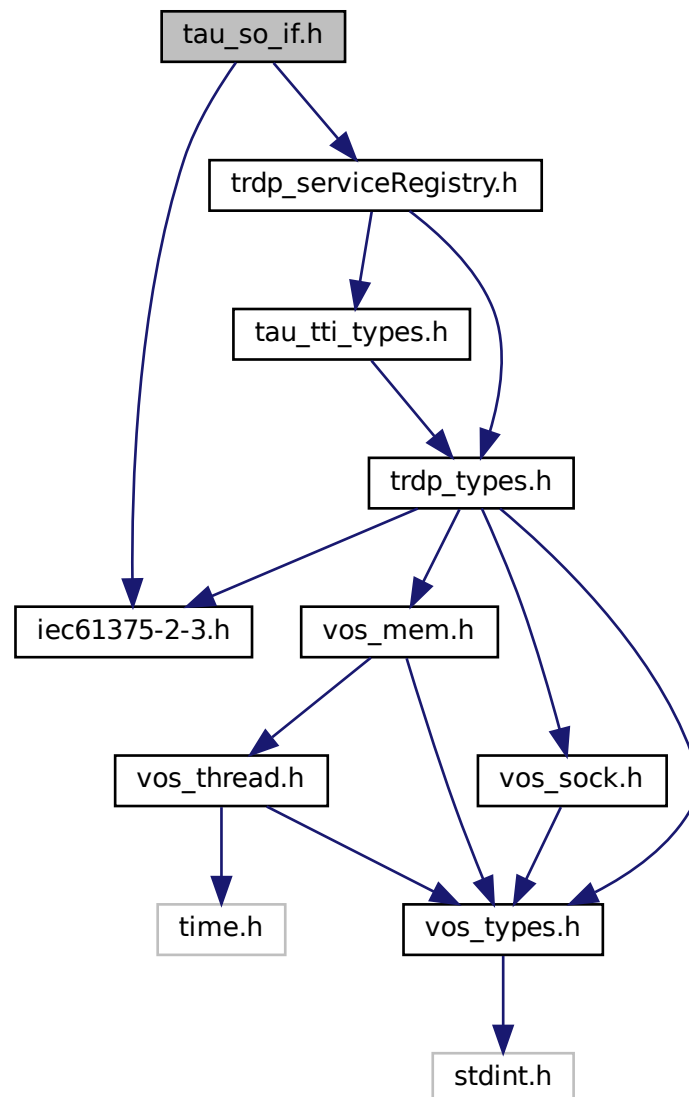 tau_so_if.h
trdp_serviceRegistry.h
tau_tti_types.h
trdp_types.h
iec61375-2-3.h
vos_mem.h
vos_thread.h
vos_sock.h
time.h
vos_types.h
stdint.h